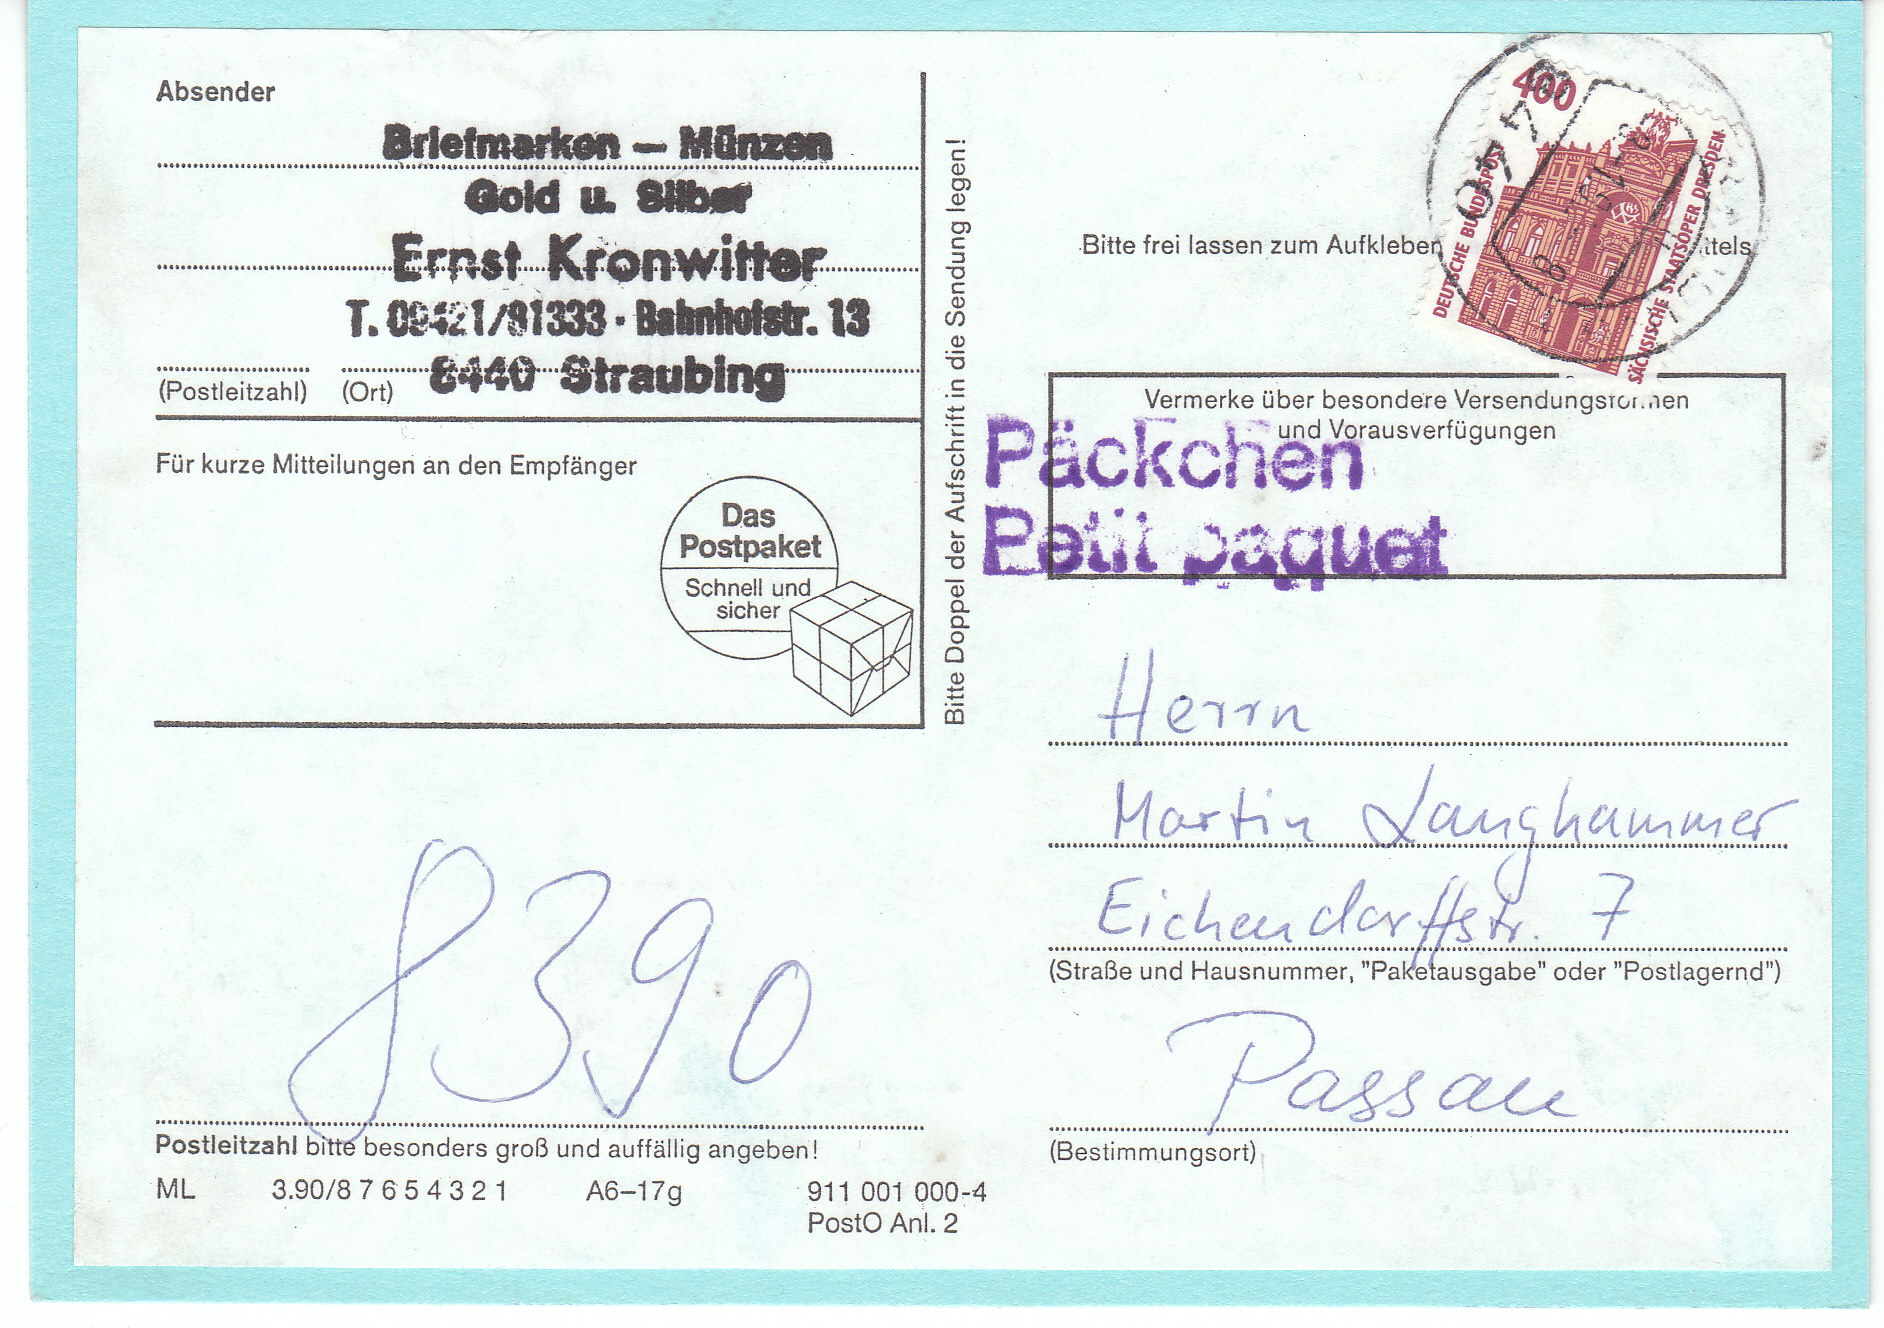 Absender
Briefmarken — Münzen
Gold u. Silber
Ernst Kronwitter
T. 09421/81333 · Bahnhofstr. 13
8440 Straubing
(Postleitzahl) (Ort)
Für kurze Mitteilungen an den Empfänger
Das
Postpaket
Schnell und
sicher
Bitte Doppel der Aufschrift in die Sendung legen!
400
DEUTSCHE BUNDESPOST
SÄCHSISCHE STAATSOPER DRESDEN
8440
Bitte frei lassen zum Aufkleben
Vermerke über besondere Versendungsformen
und Vorausverfügungen
Päckchen
Petit paquet
Herrn
Martin Langhammer
Eichendorffstr. 7
(Straße und Hausnummer, "Paketausgabe" oder "Postlagernd")
Passau
(Bestimmungsort)
8390
Postleitzahl bitte besonders groß und auffällig angeben!
ML 3.90/8 7 6 5 4 3 2 1 A6–17g 911 001 000-4
PostO Anl. 2